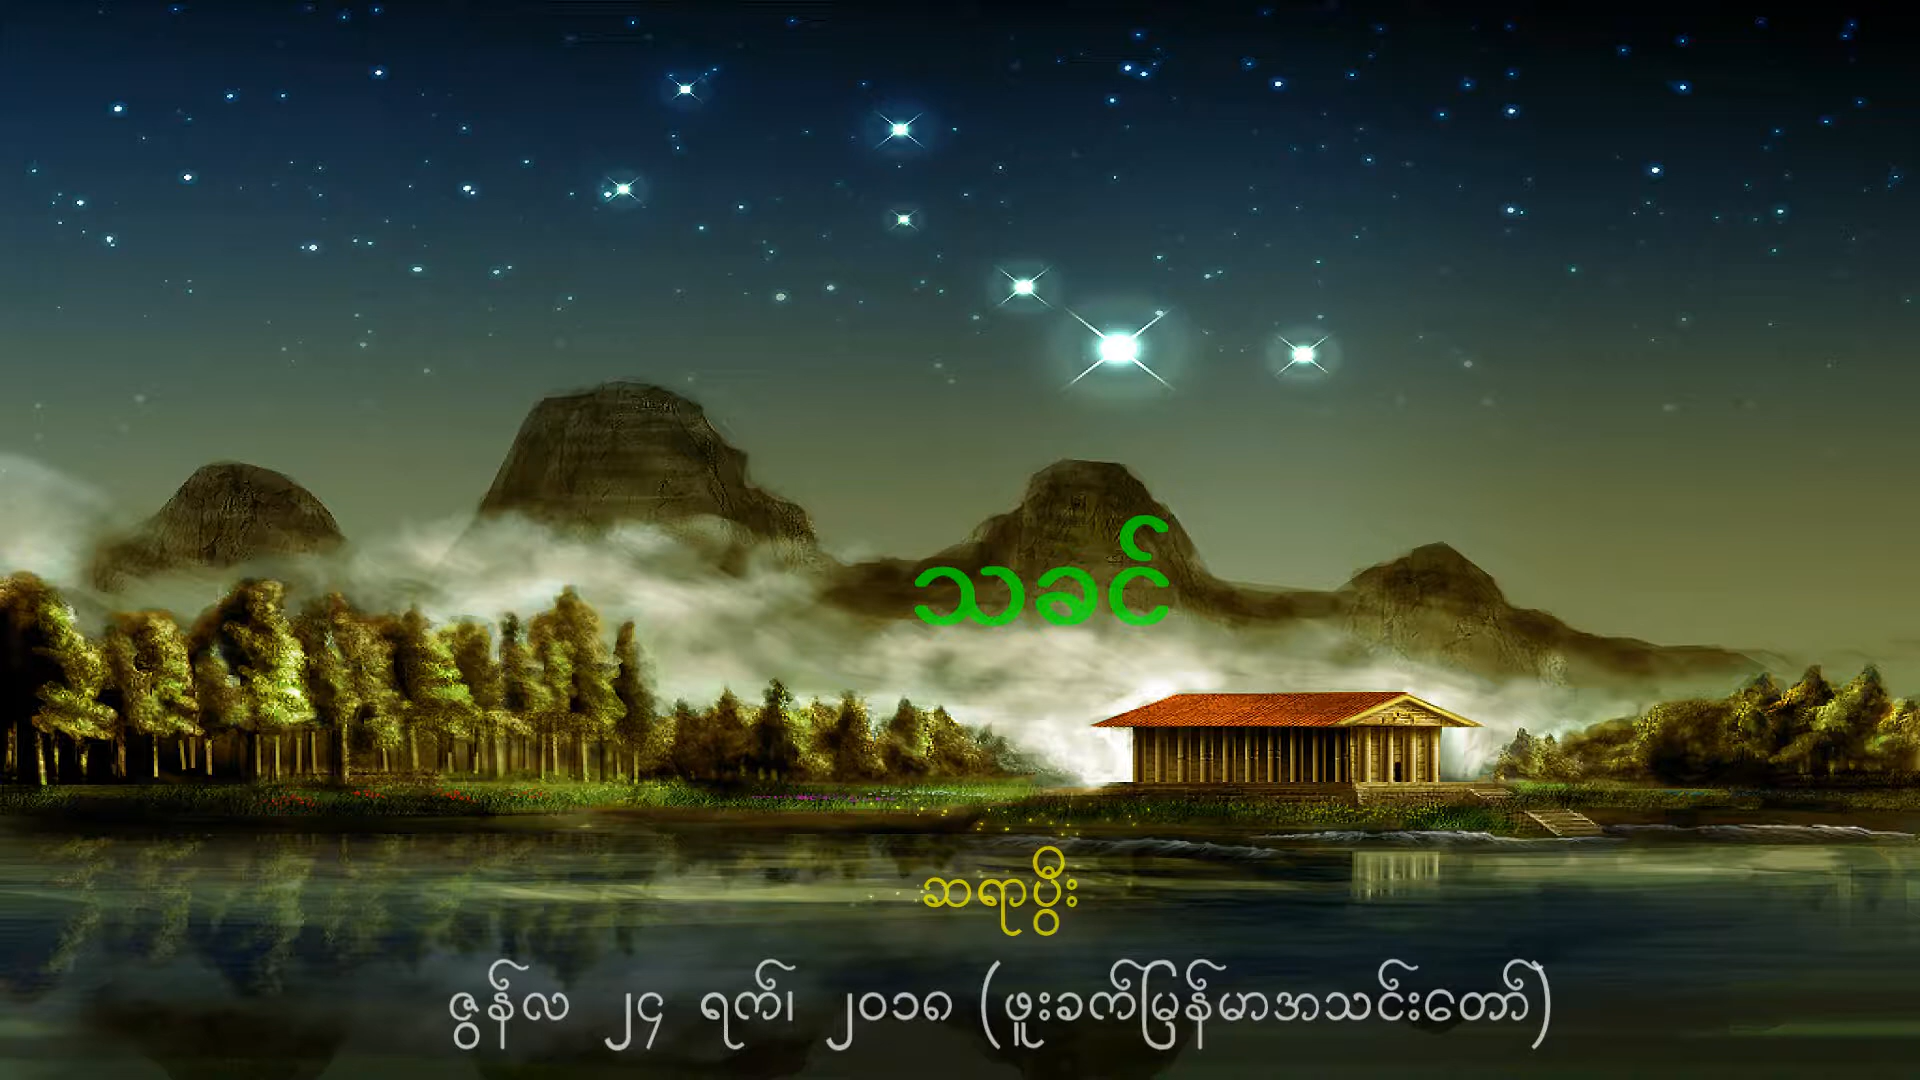 သခင်
ဆရာပွီး
ဇွန်လ ၂၄ ရက်၊ ၂၀၁၈ (ဖူးခက်မြန်မာအသင်းတော်)